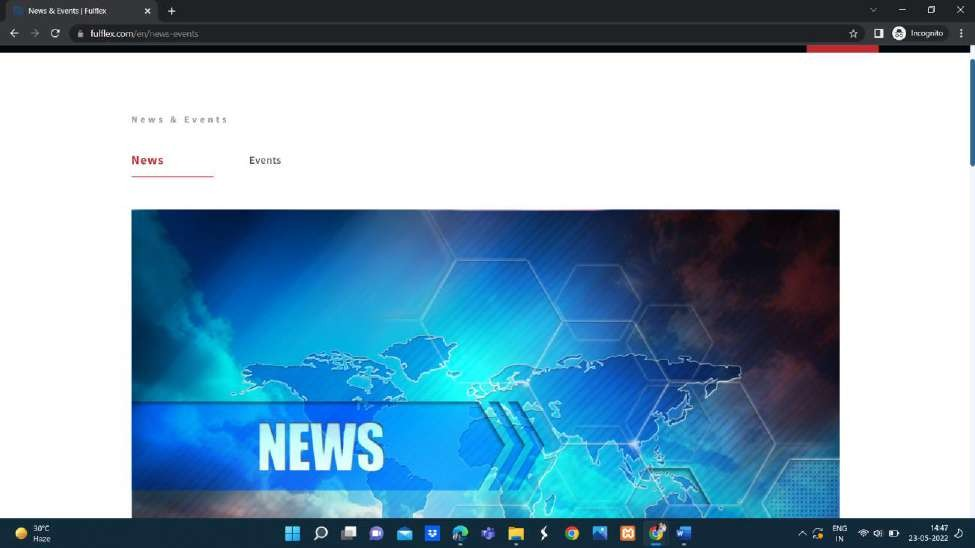 News & Events | Fulflex
fulflex.com/en/news-events
Incognito
News & Events
News
Events
NEWS
30°C
Haze
ENG
IN
14:47
23-05-2022